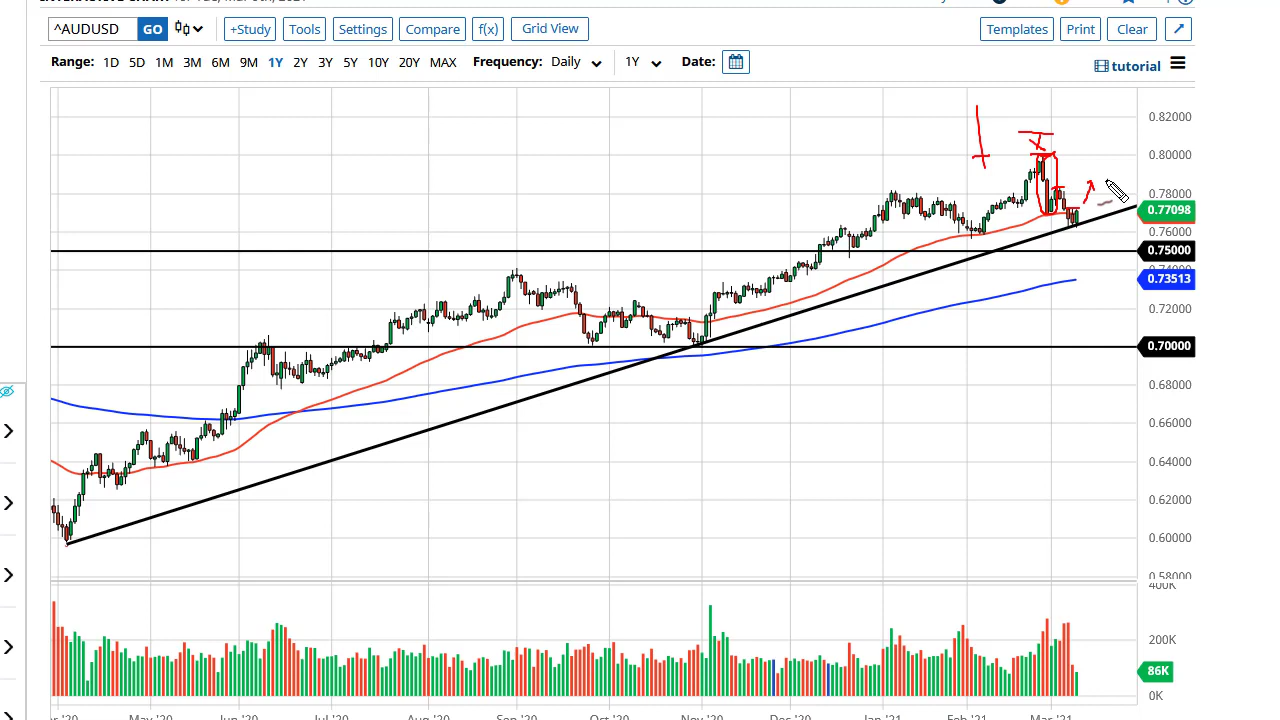 ^AUDUSD GO +Study Tools Settings Compare f(x) Grid View Templates Print Clear
Range: 1D 5D 1M 3M 6M 9M 1Y 2Y 3Y 5Y 10Y 20Y MAX Frequency: Daily 1Y Date: tutorial
0.82000
0.80000
0.78000
0.77098
0.76000
0.75000
0.73513
0.72000
0.70000
0.68000
0.66000
0.64000
0.62000
0.60000
0.58000
400K
200K
86K
0K
May '20 Jun '20 Jul '20 Aug '20 Sep '20 Oct '20 Nov '20 Dec '20 Jan '21 Feb '21 Mar '21